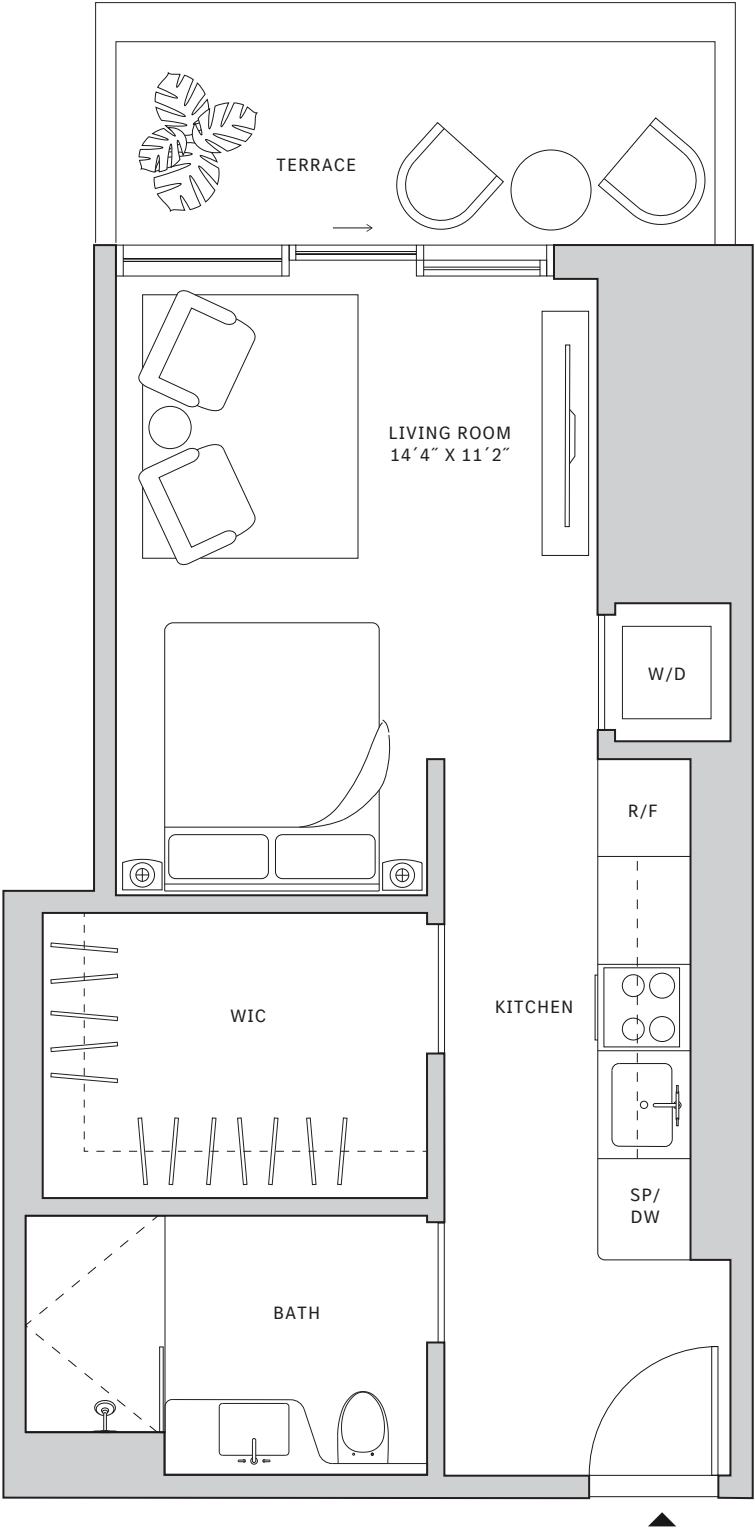 TERRACE
LIVING ROOM
14´4˝ X 11´2˝
W/D
R/F
WIC
KITCHEN
SP/
DW
BATH